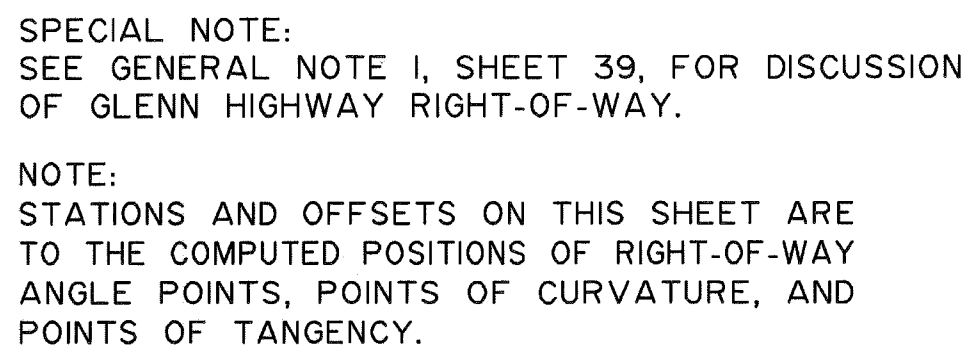 SPECIAL NOTE:
SEE GENERAL NOTE 1, SHEET 39, FOR DISCUSSION
OF GLENN HIGHWAY RIGHT-OF-WAY.
NOTE:
STATIONS AND OFFSETS ON THIS SHEET ARE
TO THE COMPUTED POSITIONS OF RIGHT-OF-WAY
ANGLE POINTS, POINTS OF CURVATURE, AND
POINTS OF TANGENCY.